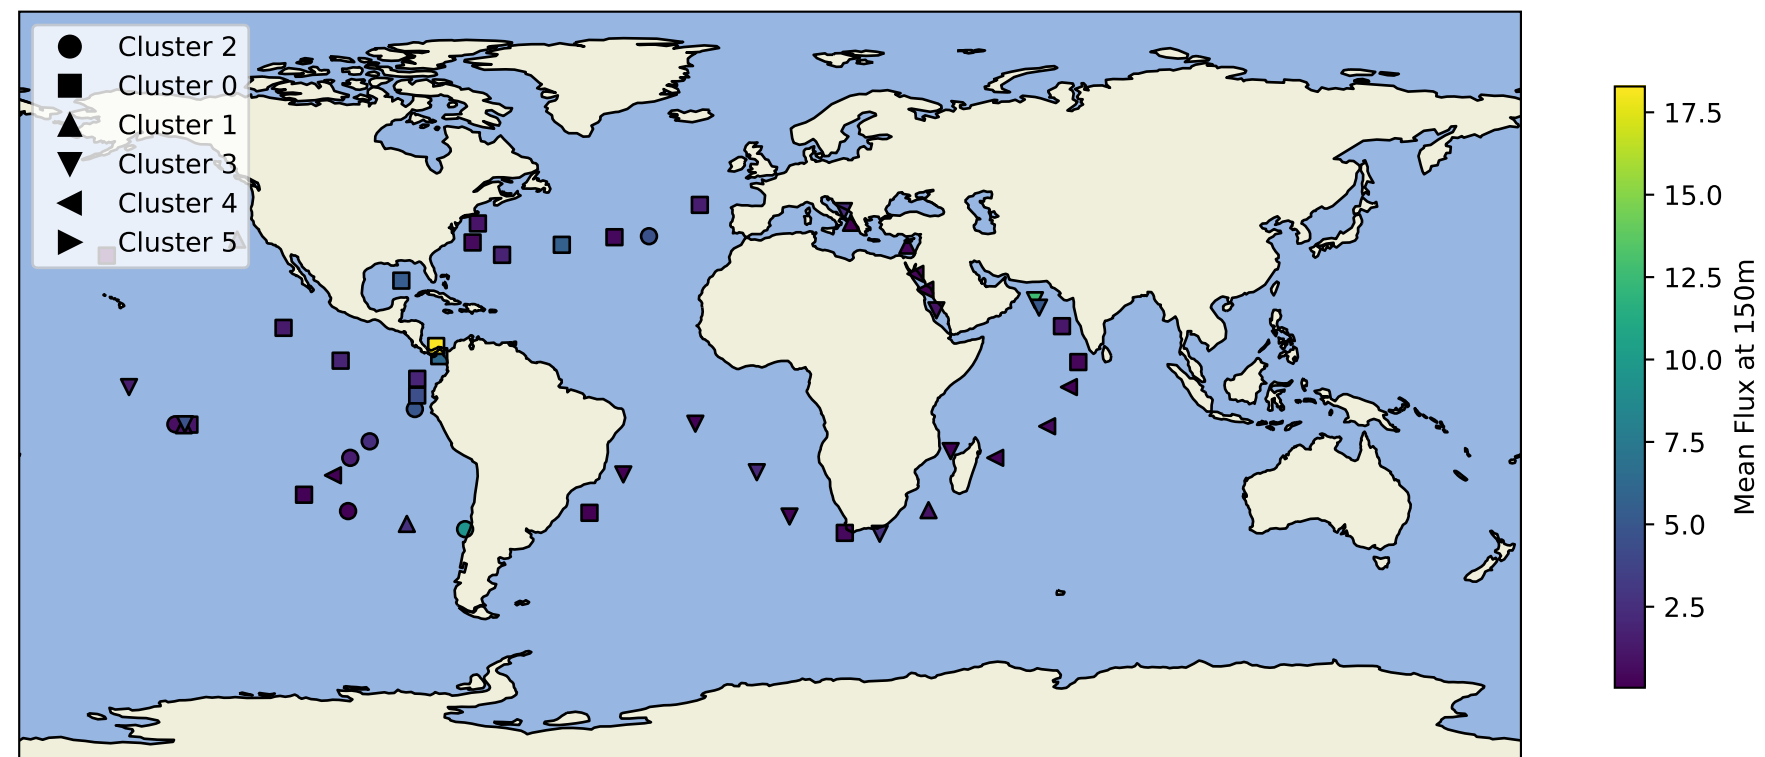 Cluster 2
Cluster 0
Cluster 1
Cluster 3
Cluster 4
Cluster 5
17.5
15.0
12.5
10.0
7.5
5.0
2.5
Mean Flux at 150m